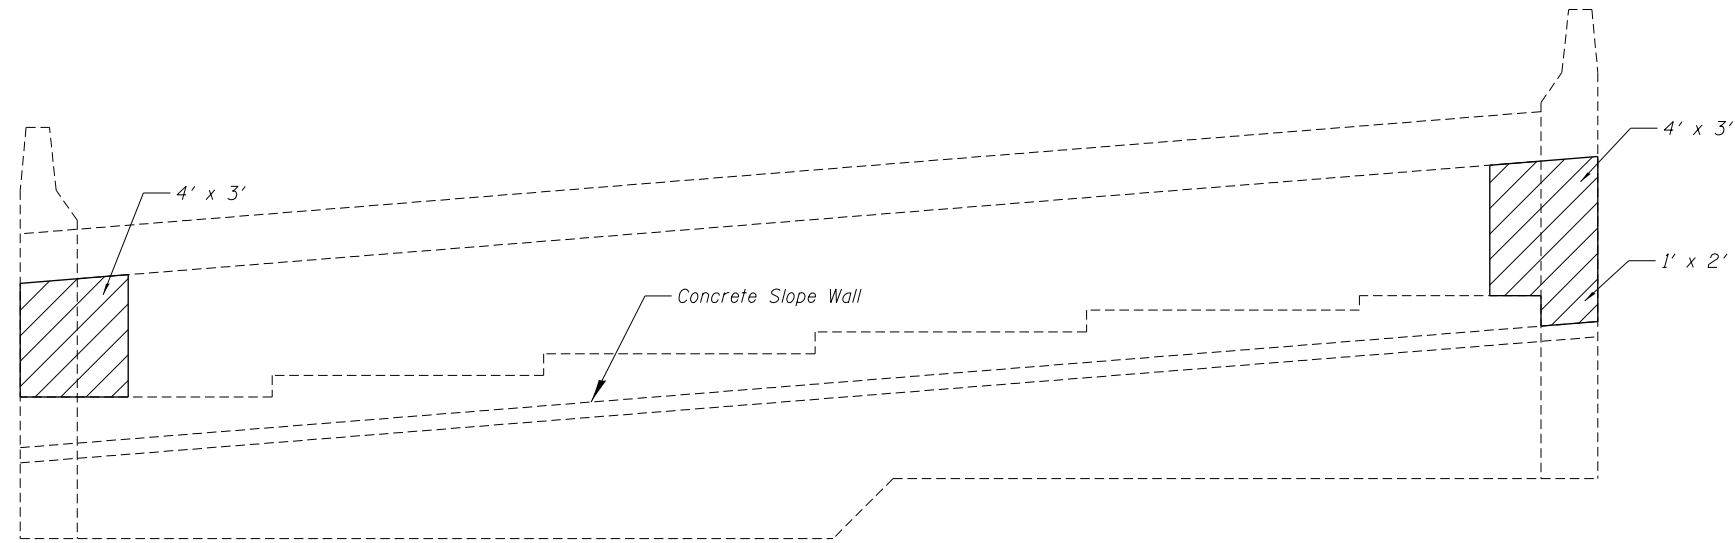 4' x 3'
4' x 3'
1' x 2'
Concrete Slope Wall